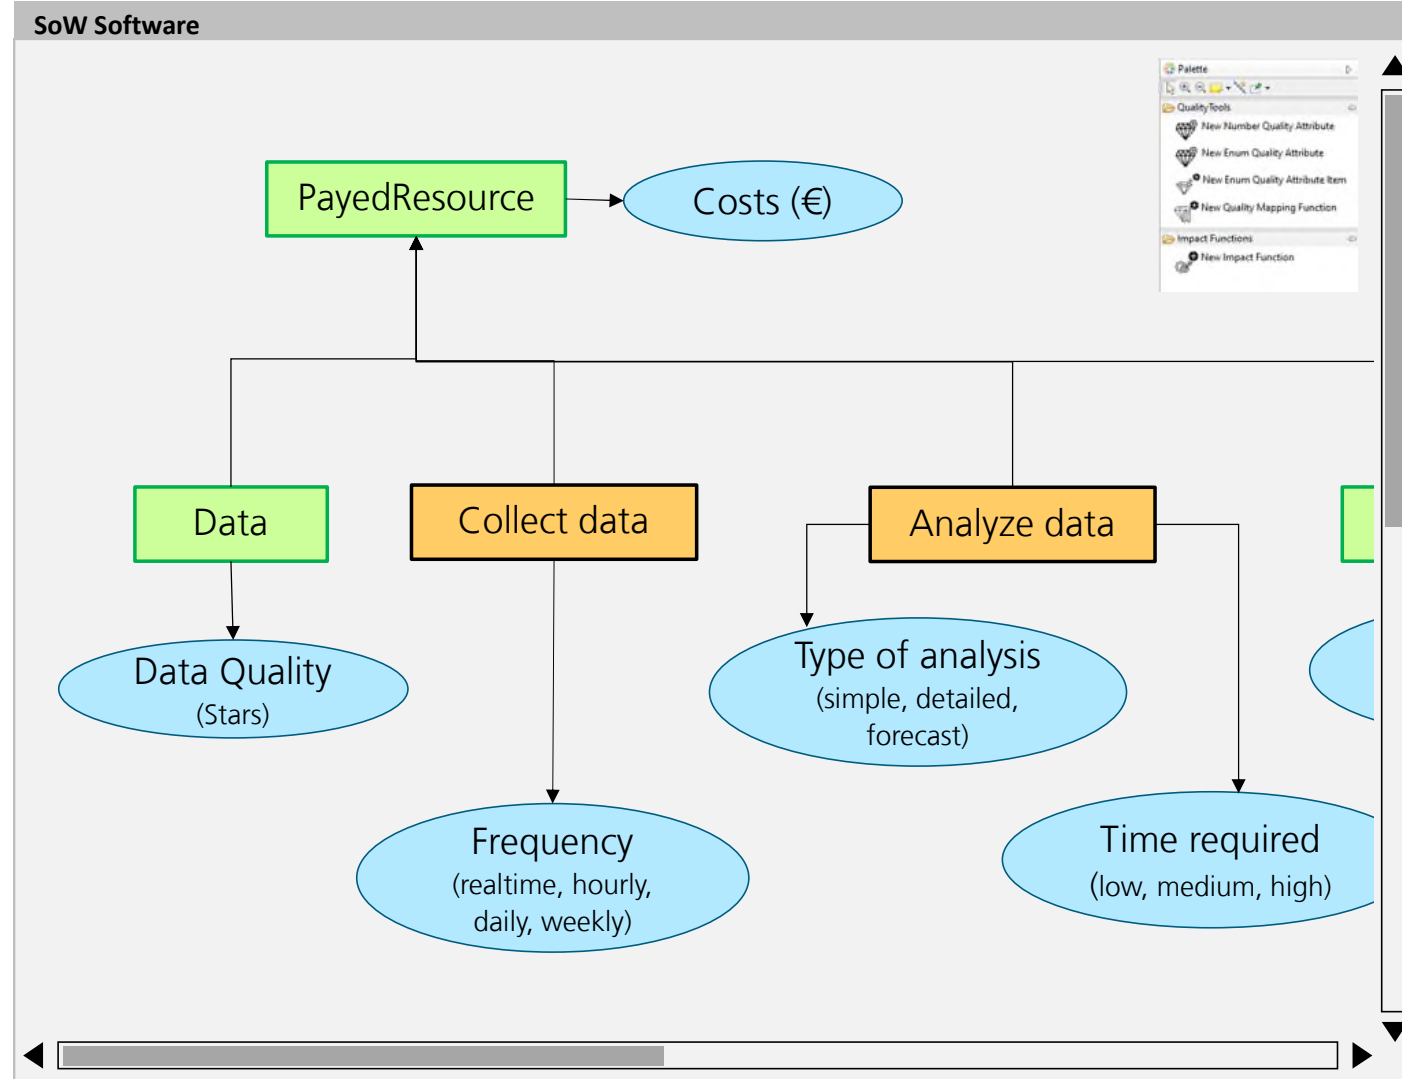 SoW Software
Palette
QualityTools
New Number Quality Attribute
New Enum Quality Attribute
New Enum Quality Attribute Item
New Quality Mapping Function
Impact Functions
New Impact Function
PayedResource
Costs (€)
Data
Collect data
Analyze data
Data Quality
(Stars)
Type of analysis
(simple, detailed,
forecast)
Frequency
(realtime, hourly,
daily, weekly)
Time required
(low, medium, high)